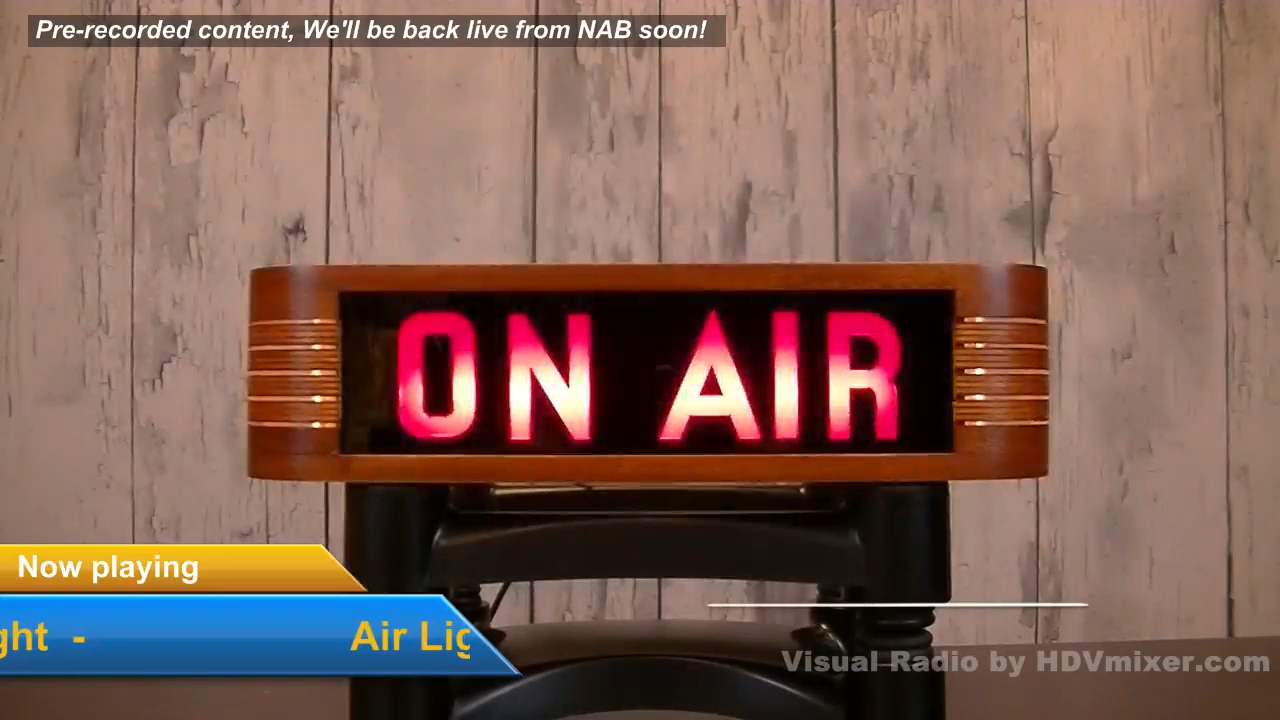 Pre-recorded content, We'll be back live from NAB soon!
ON AIR
Now playing
ght - Air Lig
Visual Radio by HDVmixer.com